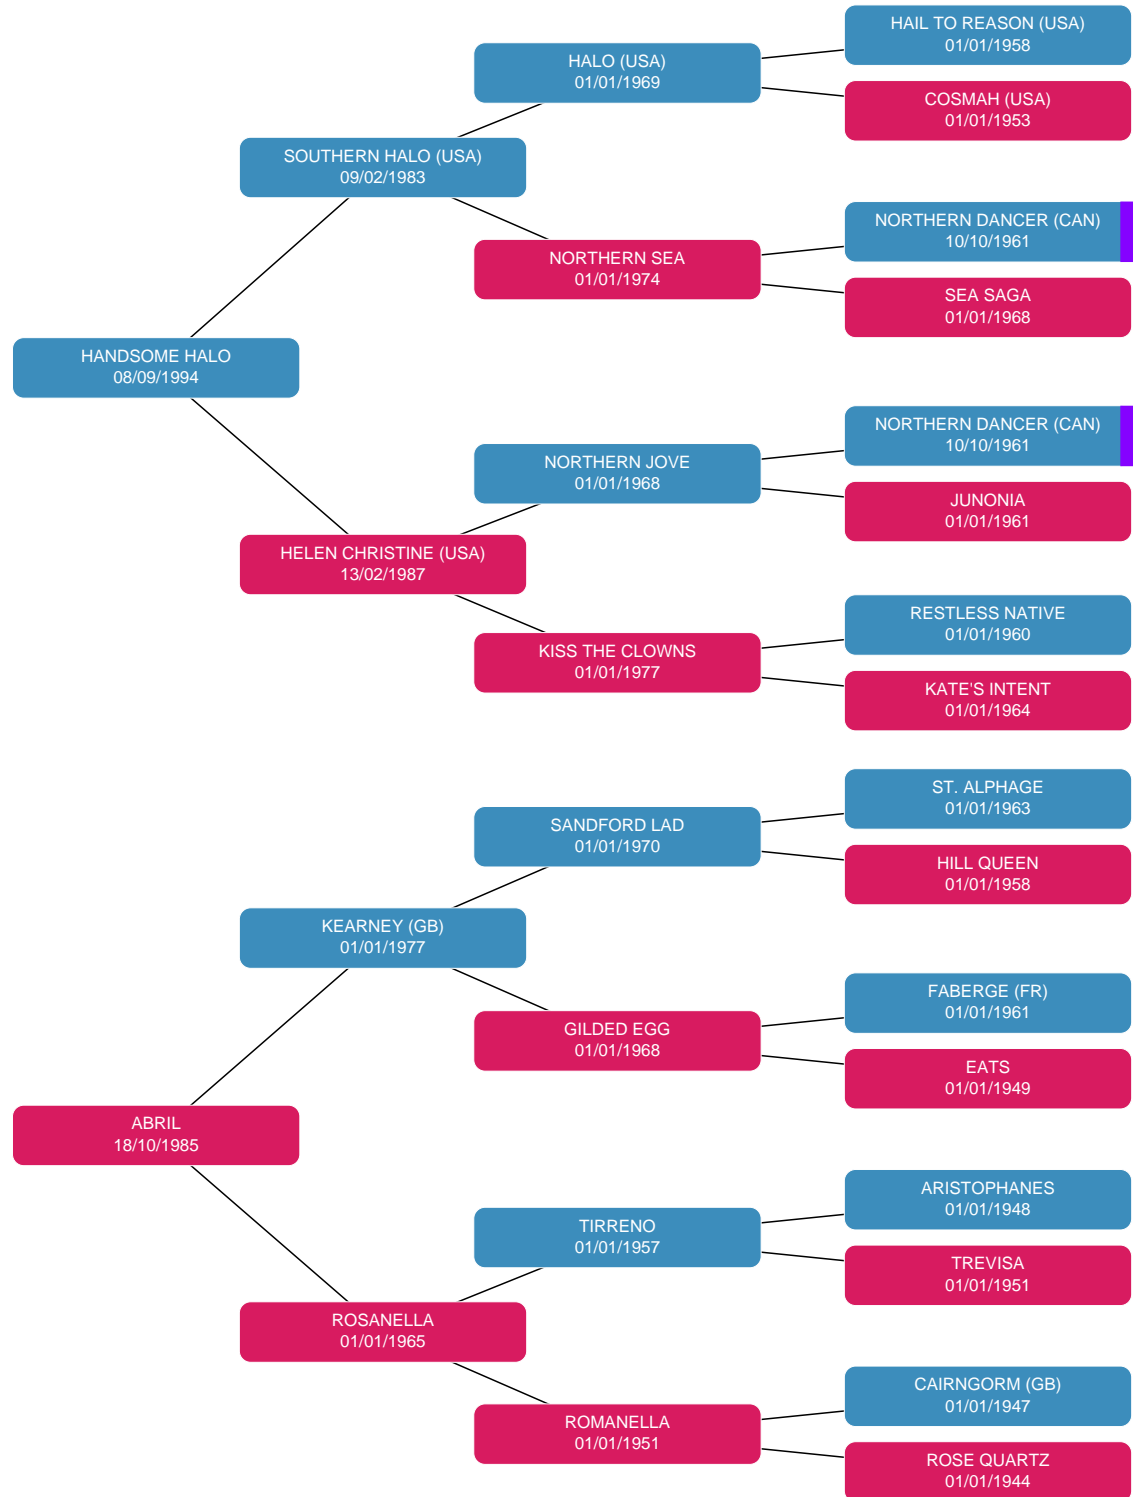 HAIL TO REASON (USA)
01/01/1958
HALO (USA)
01/01/1969
COSMAH (USA)
01/01/1953
SOUTHERN HALO (USA)
09/02/1983
NORTHERN DANCER (CAN)
10/10/1961
NORTHERN SEA
01/01/1974
SEA SAGA
01/01/1968
HANDSOME HALO
08/09/1994
NORTHERN DANCER (CAN)
10/10/1961
NORTHERN JOVE
01/01/1968
JUNONIA
01/01/1961
HELEN CHRISTINE (USA)
13/02/1987
RESTLESS NATIVE
01/01/1960
KISS THE CLOWNS
01/01/1977
KATE'S INTENT
01/01/1964
ST. ALPHAGE
01/01/1963
SANDFORD LAD
01/01/1970
HILL QUEEN
01/01/1958
KEARNEY (GB)
01/01/1977
FABERGE (FR)
01/01/1961
GILDED EGG
01/01/1968
EATS
01/01/1949
ABRIL
18/10/1985
ARISTOPHANES
01/01/1948
TIRRENO
01/01/1957
TREVISA
01/01/1951
ROSANELLA
01/01/1965
CAIRNGORM (GB)
01/01/1947
ROMANELLA
01/01/1951
ROSE QUARTZ
01/01/1944